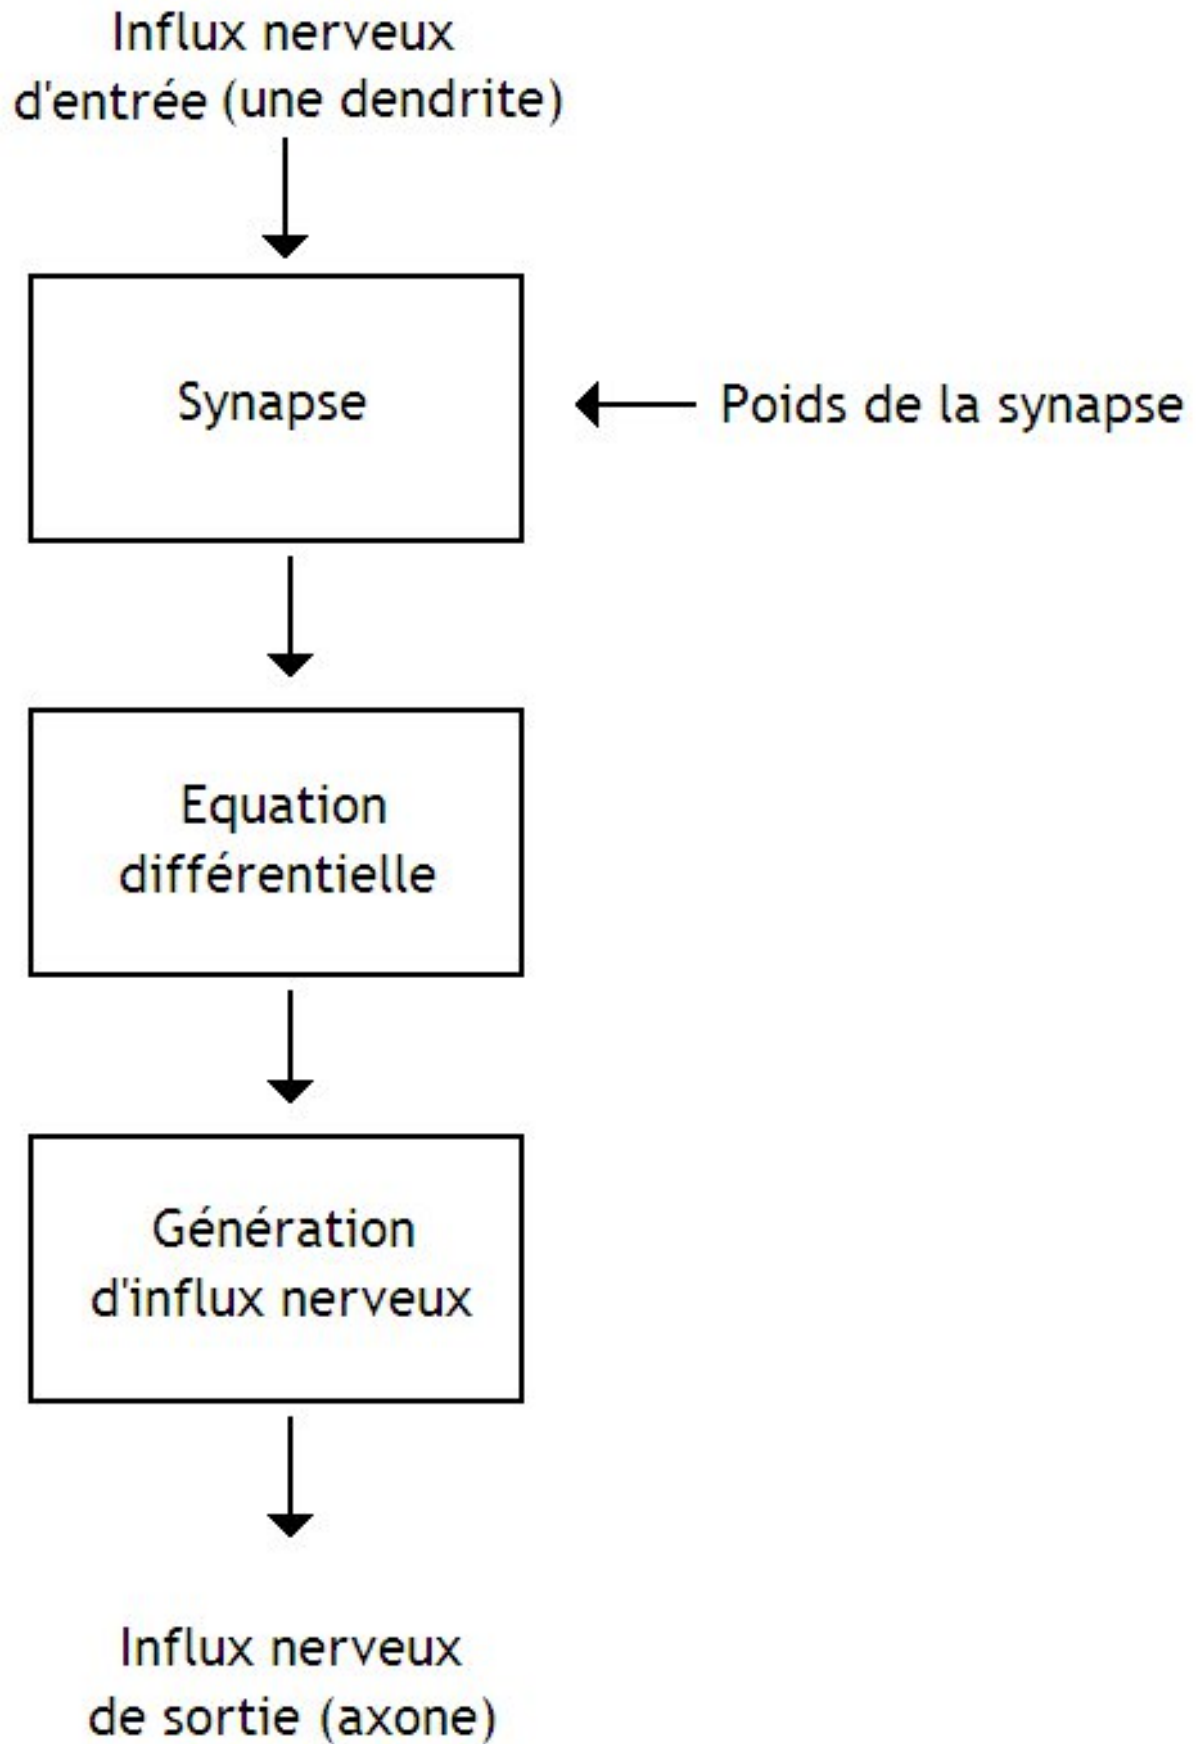 Influx nerveux
d'entrée (une dendrite)
Synapse
Poids de la synapse
Equation
différentielle
Génération
d'influx nerveux
Influx nerveux
de sortie (axone)